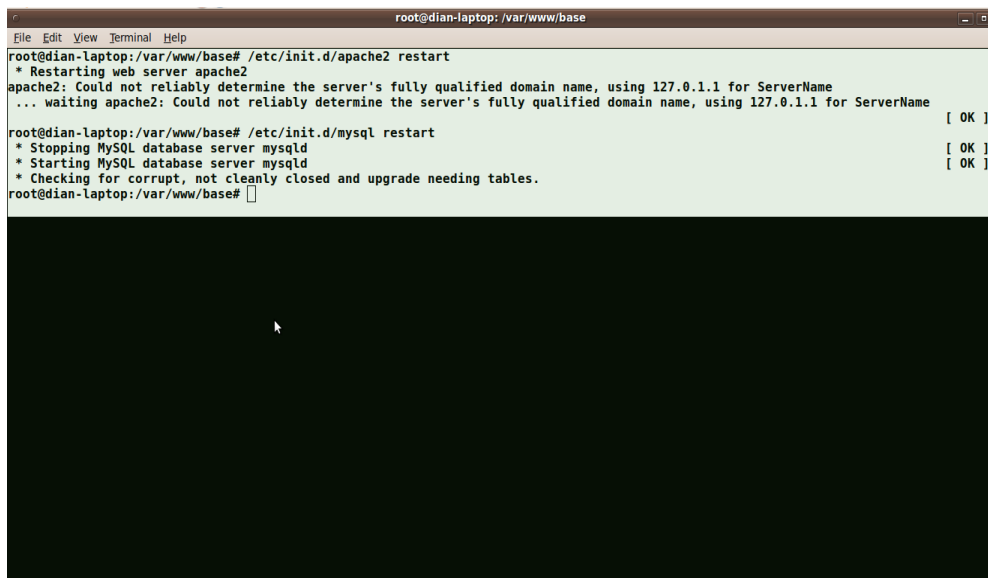 root@dian-laptop: /var/www/base
File Edit View Terminal Help
root@dian-laptop:/var/www/base# /etc/init.d/apache2 restart
* Restarting web server apache2
apache2: Could not reliably determine the server's fully qualified domain name, using 127.0.1.1 for ServerName
... waiting apache2: Could not reliably determine the server's fully qualified domain name, using 127.0.1.1 for ServerName
[ OK ]
root@dian-laptop:/var/www/base# /etc/init.d/mysql restart
* Stopping MySQL database server mysqld [ OK ]
* Starting MySQL database server mysqld [ OK ]
* Checking for corrupt, not cleanly closed and upgrade needing tables.
root@dian-laptop:/var/www/base#